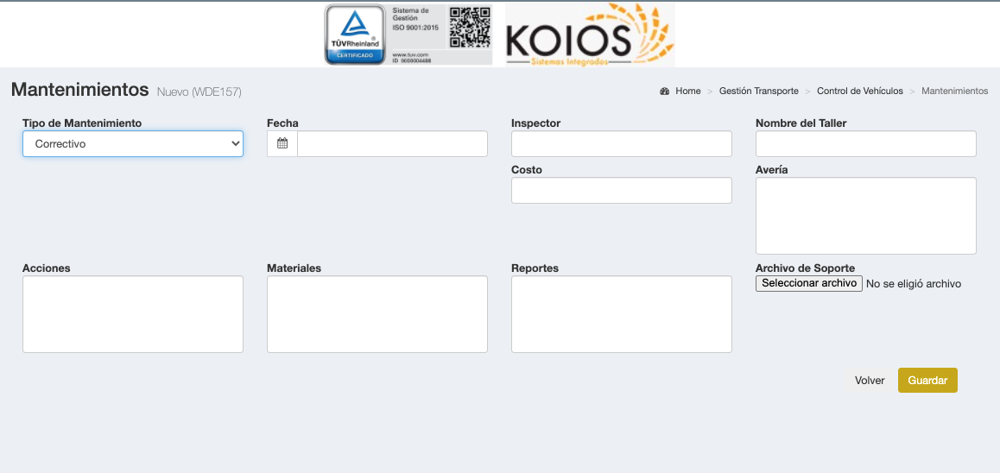 Sistema de
Gestión
ISO 9001:2015
TÜVRheinland
®
CERTIFICADO
www.tuv.com
ID 9000004488
KOIOS
Sistemas Integrados
Mantenimientos Nuevo (WDE157)
Home > Gestión Transporte > Control de Vehículos > Mantenimientos
Tipo de Mantenimiento Fecha Inspector Nombre del Taller
Correctivo
Costo Avería
Acciones Materiales Reportes Archivo de Soporte
Seleccionar archivo No se eligió archivo
Volver Guardar